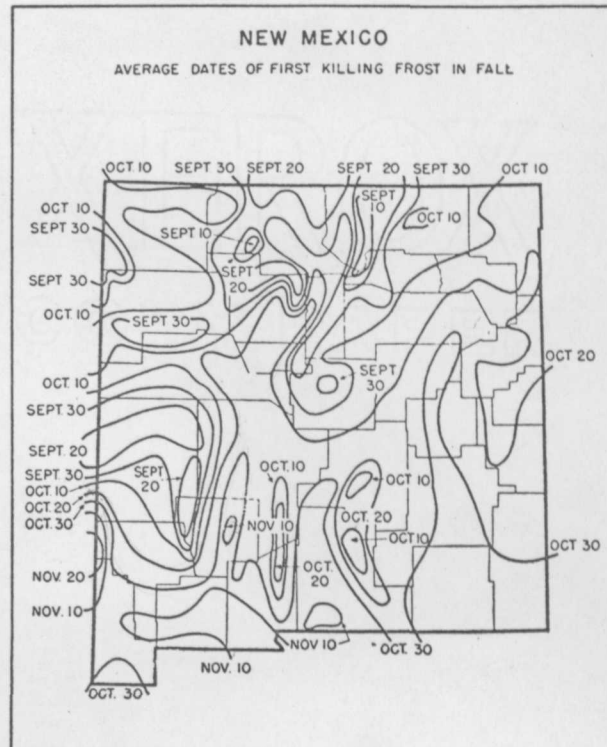 NEW MEXICO
AVERAGE DATES OF FIRST KILLING FROST IN FALL
OCT. 10
SEPT. 30
SEPT. 20
SEPT. 20
SEPT. 30
OCT 10
SEPT 10
OCT 10
SEPT 10
SEPT 20
OCT 10
SEPT. 30
SEPT 30
OCT. 10
SEPT 30
SEPT 30
OCT 20
OCT. 10
SEPT. 30
SEPT. 20
SEPT. 30
OCT. 10
OCT. 20
OCT. 30
SEPT 20
OCT. 10
OCT 10
OCT. 20
NOV 10
OCT 10
OCT. 20
OCT 30
NOV. 20
NOV. 10
NOV. 10
NOV 10
OCT. 30
OCT. 30